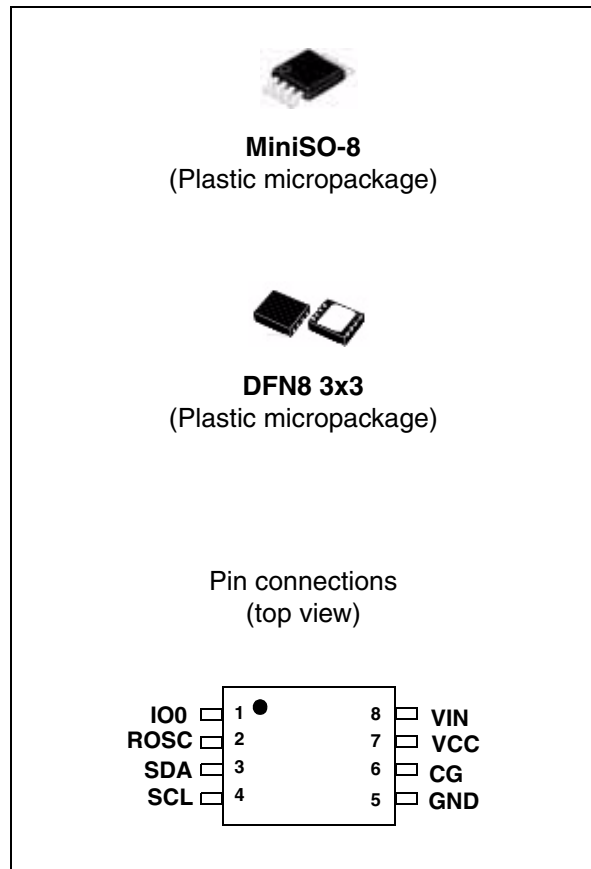 MiniSO-8
(Plastic micropackage)
DFN8 3x3
(Plastic micropackage)
Pin connections
(top view)
IO0 1 8 VIN
ROSC 2 7 VCC
SDA 3 6 CG
SCL 4 5 GND